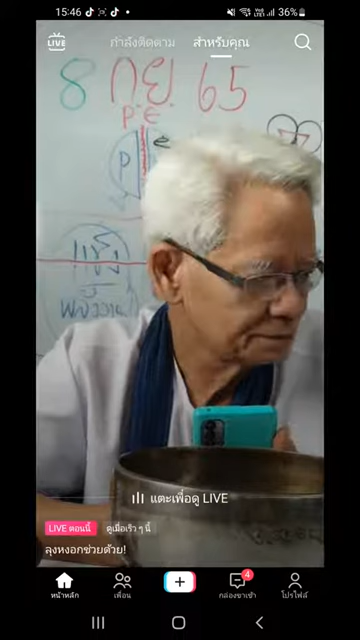 15:46
36%
LIVE
กำลังติดตาม
สำหรับคุณ
8 กย 65
P.E.
P
e
แตะเพื่อดู LIVE
LIVE ตอนนี้
ดูเมื่อเร็ว ๆ นี้
ลุงหงอกช่วยด้วย!
4
หน้าหลัก
เพื่อน
กล่องขาเข้า
โปรไฟล์